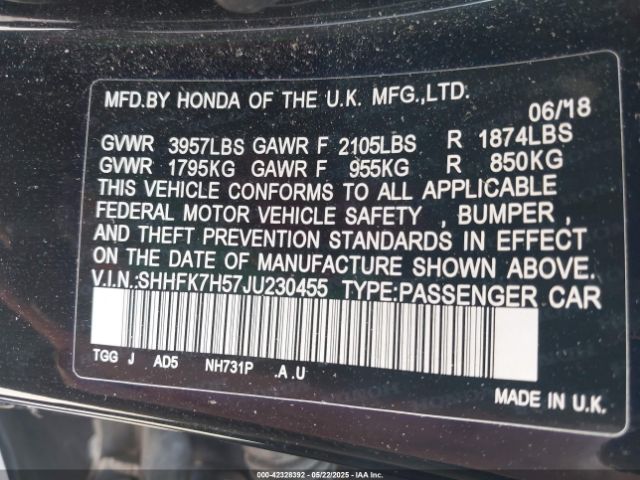 MFD.BY HONDA OF THE U.K. MFG.,LTD.
06/18
GVWR 3957LBS GAWR F 2105LBS R 1874LBS
GVWR 1795KG GAWR F 955KG R 850KG
THIS VEHICLE CONFORMS TO ALL APPLICABLE
FEDERAL MOTOR VEHICLE SAFETY , BUMPER ,
AND THEFT PREVENTION STANDARDS IN EFFECT
ON THE DATE OF MANUFACTURE SHOWN ABOVE.
V.I.N.:SHHFK7H57JU230455 TYPE:PASSENGER CAR
TGG J AD5 NH731P .A .U
MADE IN U.K.
000-42328392 - 05/22/2025 - IAA Inc.